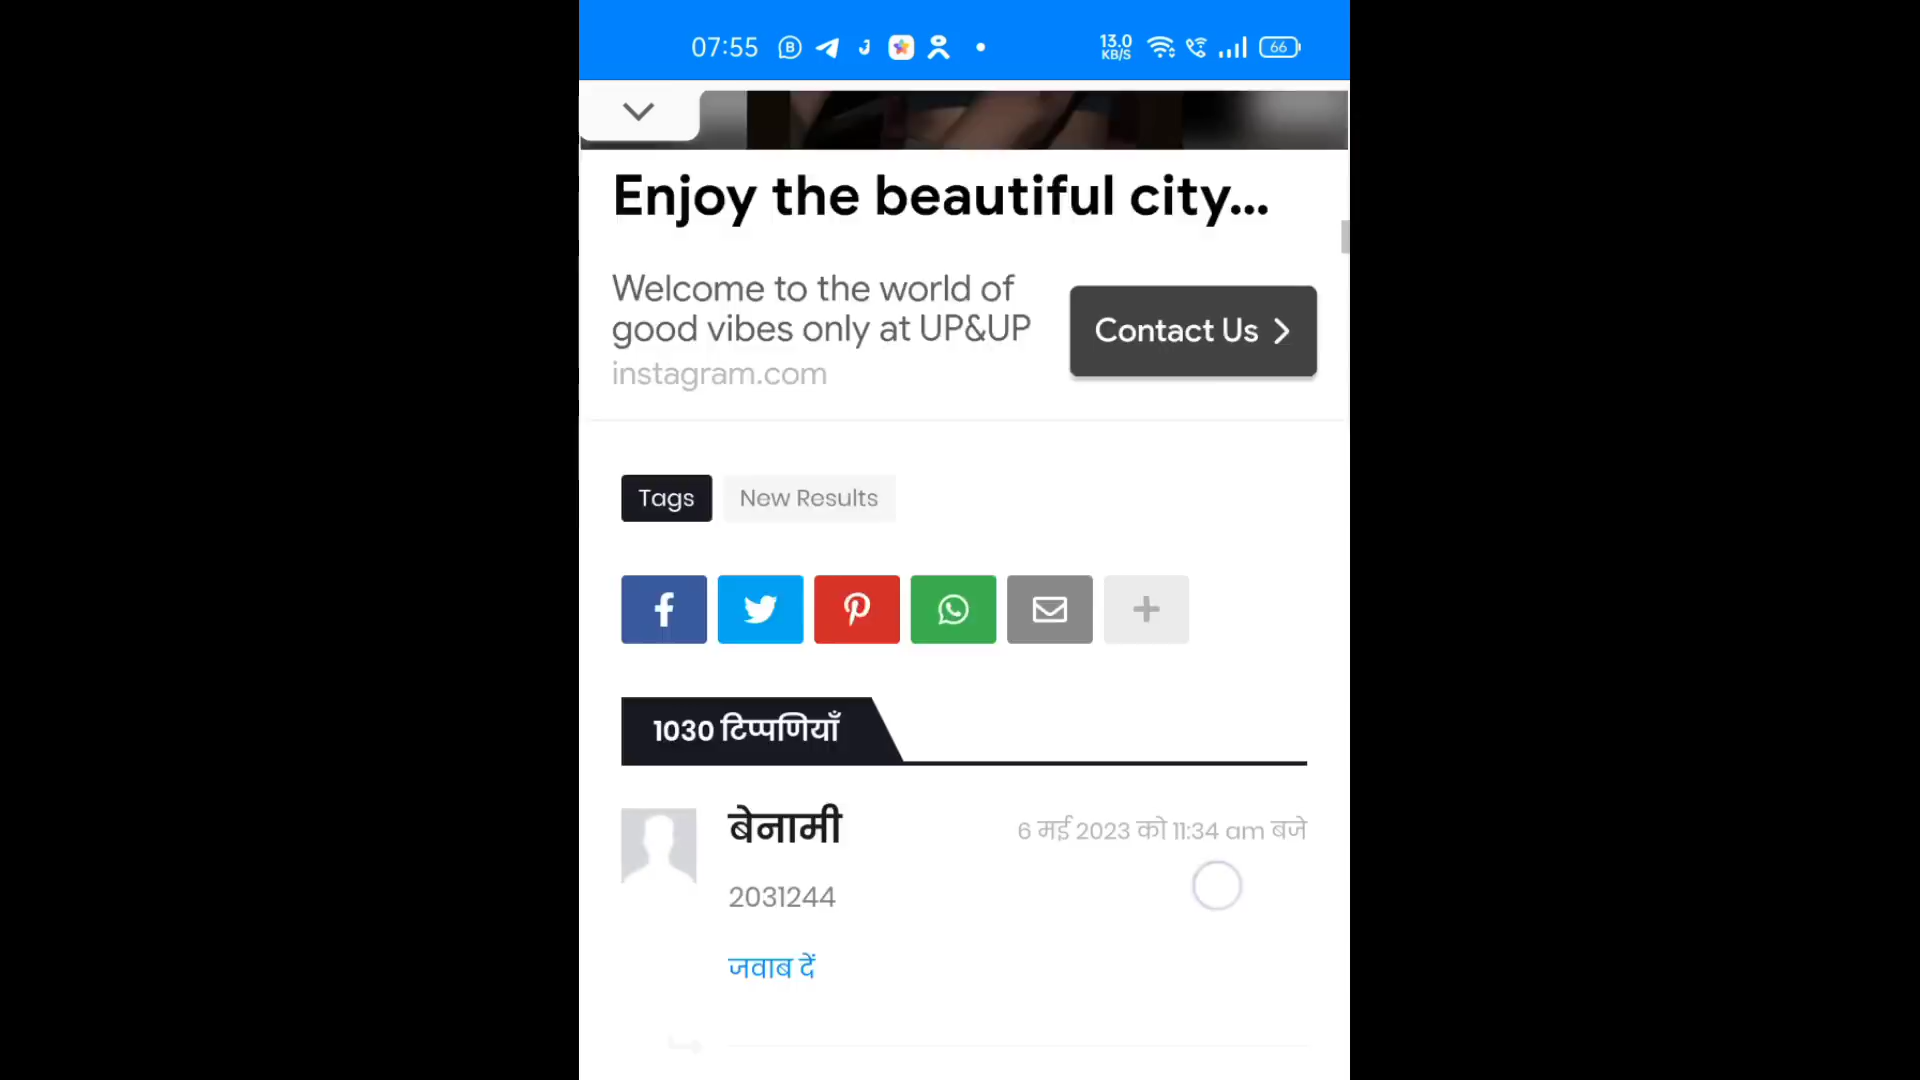 07:55
13.0
KB/S
66
Enjoy the beautiful city...
Welcome to the world of
good vibes only at UP&UP
instagram.com
Contact Us
Tags
New Results
1030 टिप्पणियाँ
बेनामी
6 मई 2023 को 11:34 am बजे
2031244
जवाब दें